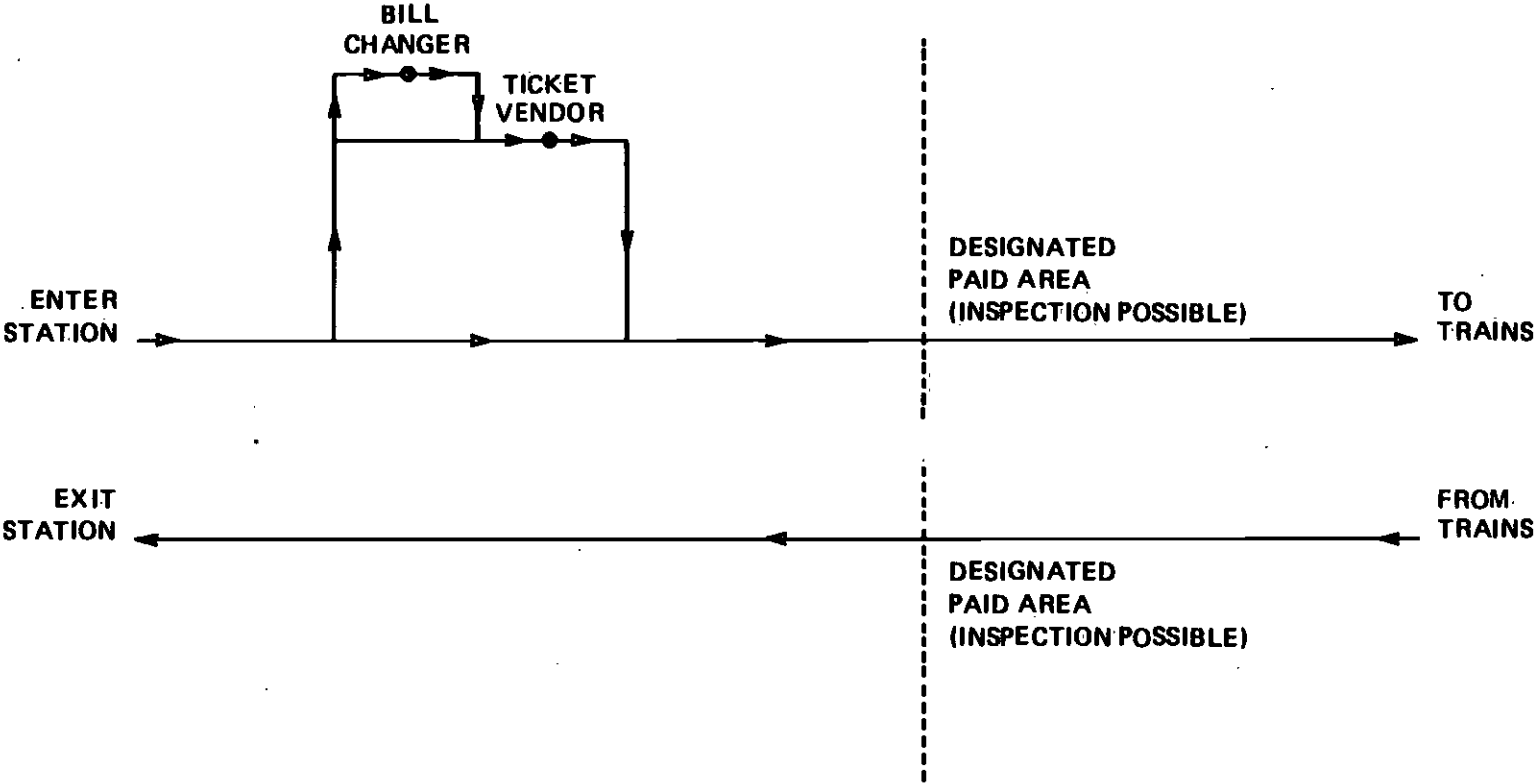 BILL
CHANGER
TICKET
VENDOR
DESIGNATED
PAID AREA
(INSPECTION POSSIBLE)
ENTER
STATION
TO
TRAINS
EXIT
STATION
FROM
TRAINS
DESIGNATED
PAID AREA
(INSPECTION POSSIBLE)